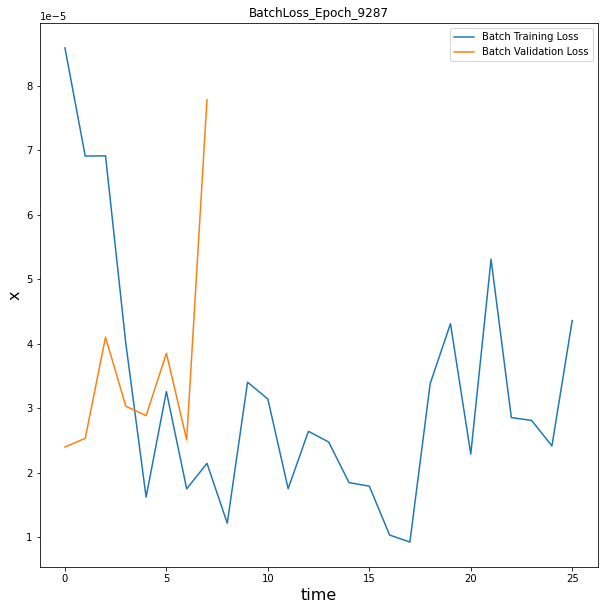 BatchLoss_Epoch_9287
1e−5
Batch Training Loss
Batch Validation Loss
8
7
6
5
4
3
2
1
x
0 5 10 15 20 25
time